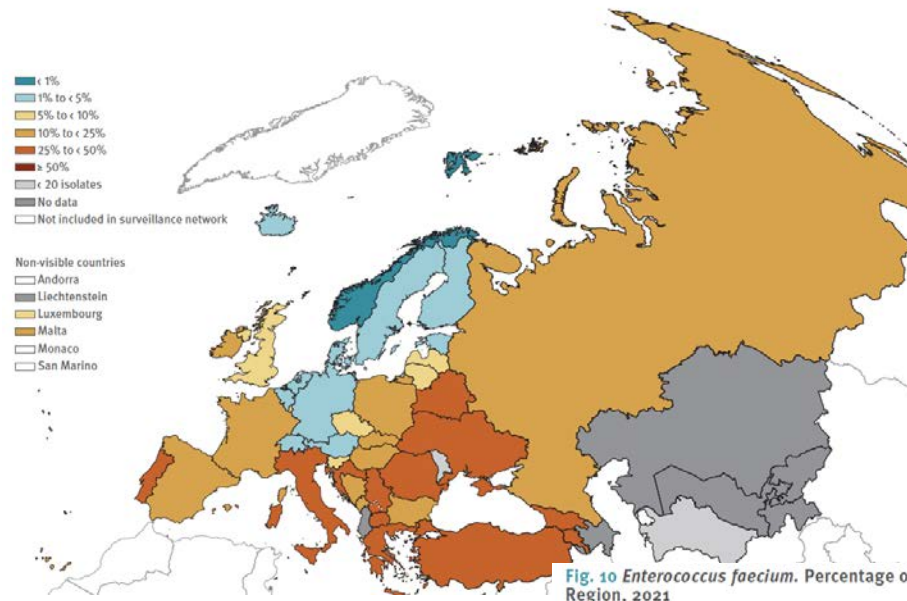 < 1%
1% to < 5%
5% to < 10%
10% to < 25%
25% to < 50%
≥ 50%
< 20 isolates
No data
Not included in surveillance network
Non-visible countries
Andorra
Liechtenstein
Luxembourg
Malta
Monaco
San Marino
Fig. 10 Enterococcus faecium. Percentage o
Region, 2021